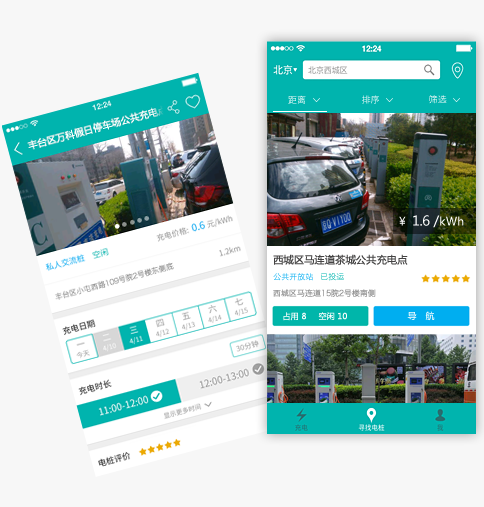 12:24
丰台区万科假日停车场公共充电
充电价格: 0.6 元/kWh
私人交流桩 空闲
1.2km
丰台区小屯西路109号院2号楼东侧底
充电日期
一 二 三 四 五 六 七
今天 4/10 4/11 4/12 4/13 4/14 4/15
充电时长
30分钟
11:00-12:00 12:00-13:00
显示更多时间
电桩评价
12:24
北京 北京西城区
距离 排序 筛选
¥ 1.6 /kWh
西城区马连道茶城公共充电点
公共开放站 已投运
西城区马连道15院2号楼南侧
占用 8 空闲 10 导 航
充电 寻找电桩 我